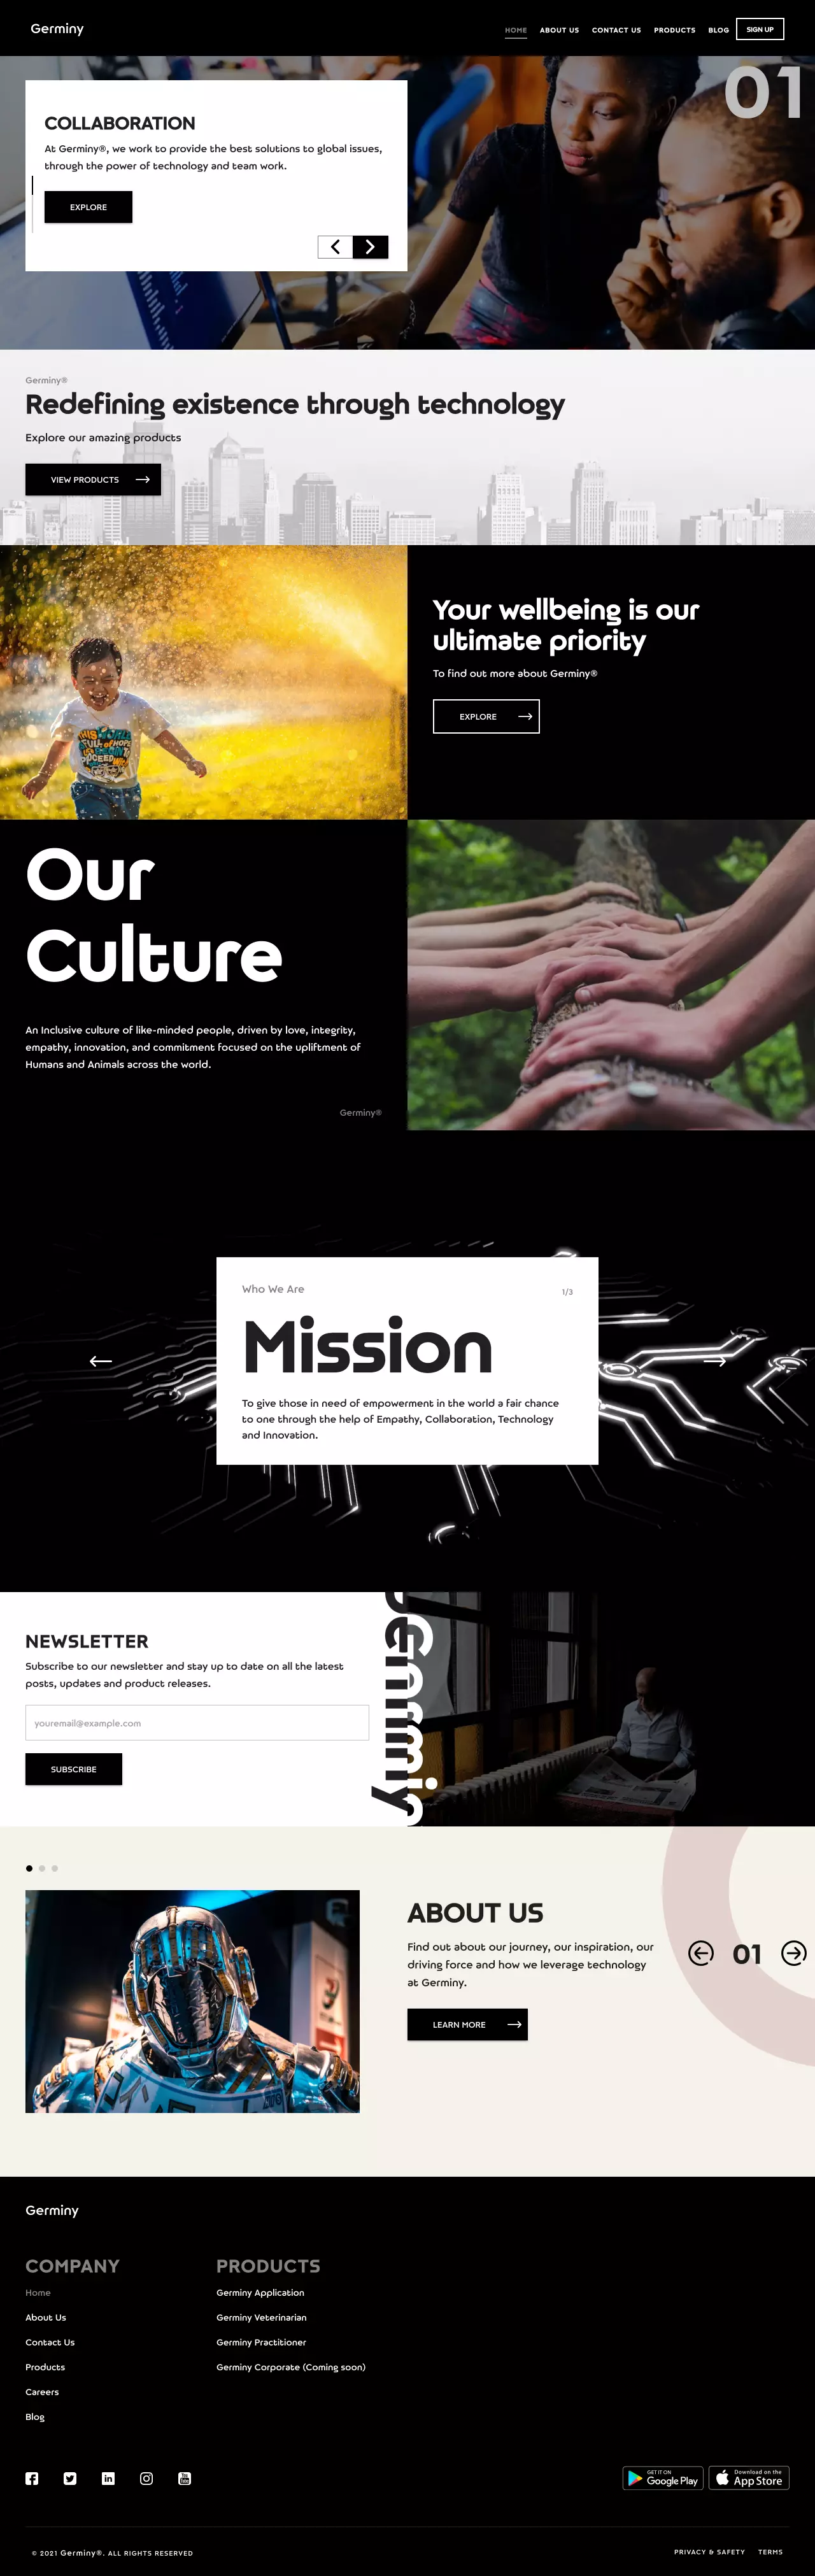 Germiny
HOME ABOUT US CONTACT US PRODUCTS BLOG SIGN UP
01
COLLABORATION
At Germiny®, we work to provide the best solutions to global issues,
through the power of technology and team work.
EXPLORE
Germiny®
Redefining existence through technology
Explore our amazing products
VIEW PRODUCTS
Your wellbeing is our
ultimate priority
To find out more about Germiny®
EXPLORE
Our
Culture
An Inclusive culture of like-minded people, driven by love, integrity,
empathy, innovation, and commitment focused on the upliftment of
Humans and Animals across the world.
Germiny®
Who We Are
1/3
Mission
To give those in need of empowerment in the world a fair chance
to one through the help of Empathy, Collaboration, Technology
and Innovation.
NEWSLETTER
Subscribe to our newsletter and stay up to date on all the latest
posts, updates and product releases.
youremail@example.com
SUBSCRIBE
Germiny
ABOUT US
Find out about our journey, our inspiration, our
driving force and how we leverage technology
at Germiny.
LEARN MORE
01
Germiny
COMPANY
Home
About Us
Contact Us
Products
Careers
Blog
PRODUCTS
Germiny Application
Germiny Veterinarian
Germiny Practitioner
Germiny Corporate (Coming soon)
GET IT ON
Google Play
Download on the
App Store
© 2021 Germiny®. ALL RIGHTS RESERVED
PRIVACY & SAFETY TERMS